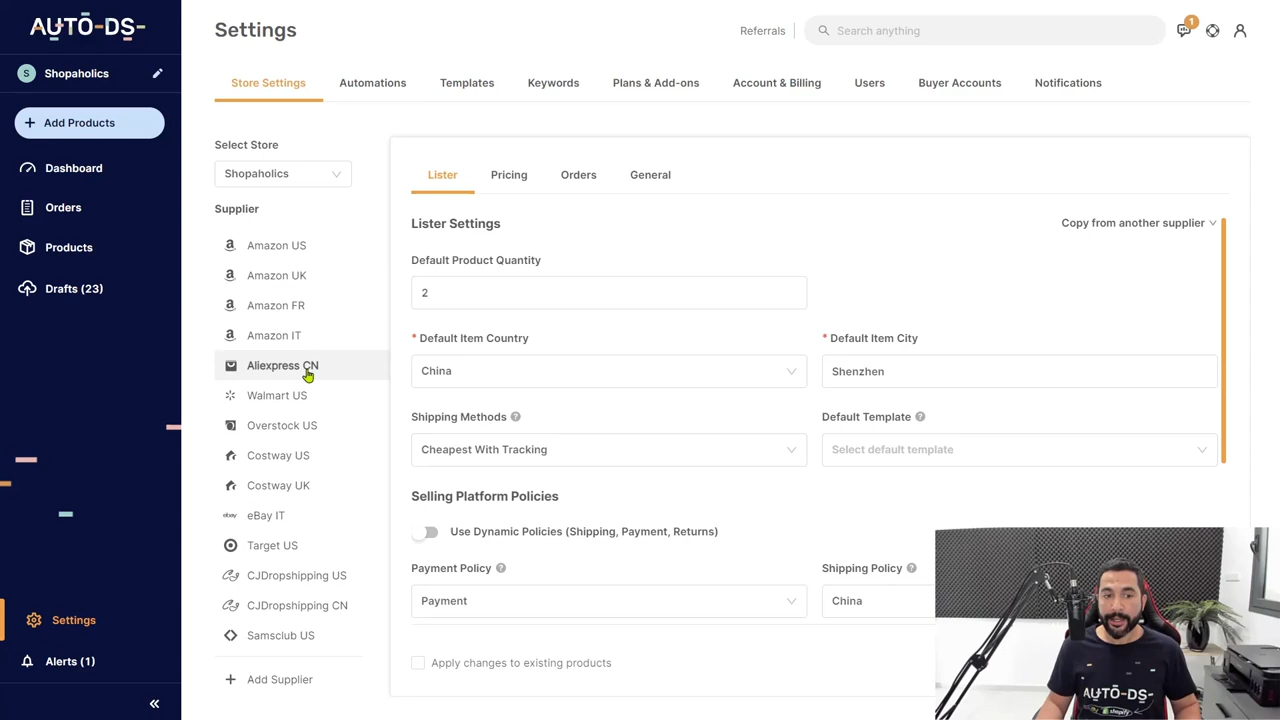 AUTO-DS-
Settings
Referrals
Search anything
1
S
Shopaholics
Add Products
Dashboard
Orders
Products
Drafts (23)
Settings
Alerts (1)
Store Settings
Automations
Templates
Keywords
Plans & Add-ons
Account & Billing
Users
Buyer Accounts
Notifications
Select Store
Shopaholics
Supplier
Amazon US
Amazon UK
Amazon FR
Amazon IT
Aliexpress CN
Walmart US
Overstock US
Costway US
Costway UK
ebay
eBay IT
Target US
CJDropshipping US
CJDropshipping CN
Samsclub US
Add Supplier
Lister
Pricing
Orders
General
Lister Settings
Copy from another supplier
Default Product Quantity
2
* Default Item Country
China
* Default Item City
Shenzhen
Shipping Methods
Cheapest With Tracking
Default Template
Select default template
Selling Platform Policies
Use Dynamic Policies (Shipping, Payment, Returns)
Payment Policy
Payment
Shipping Policy
China
Apply changes to existing products
AUTO-DS-
shopify